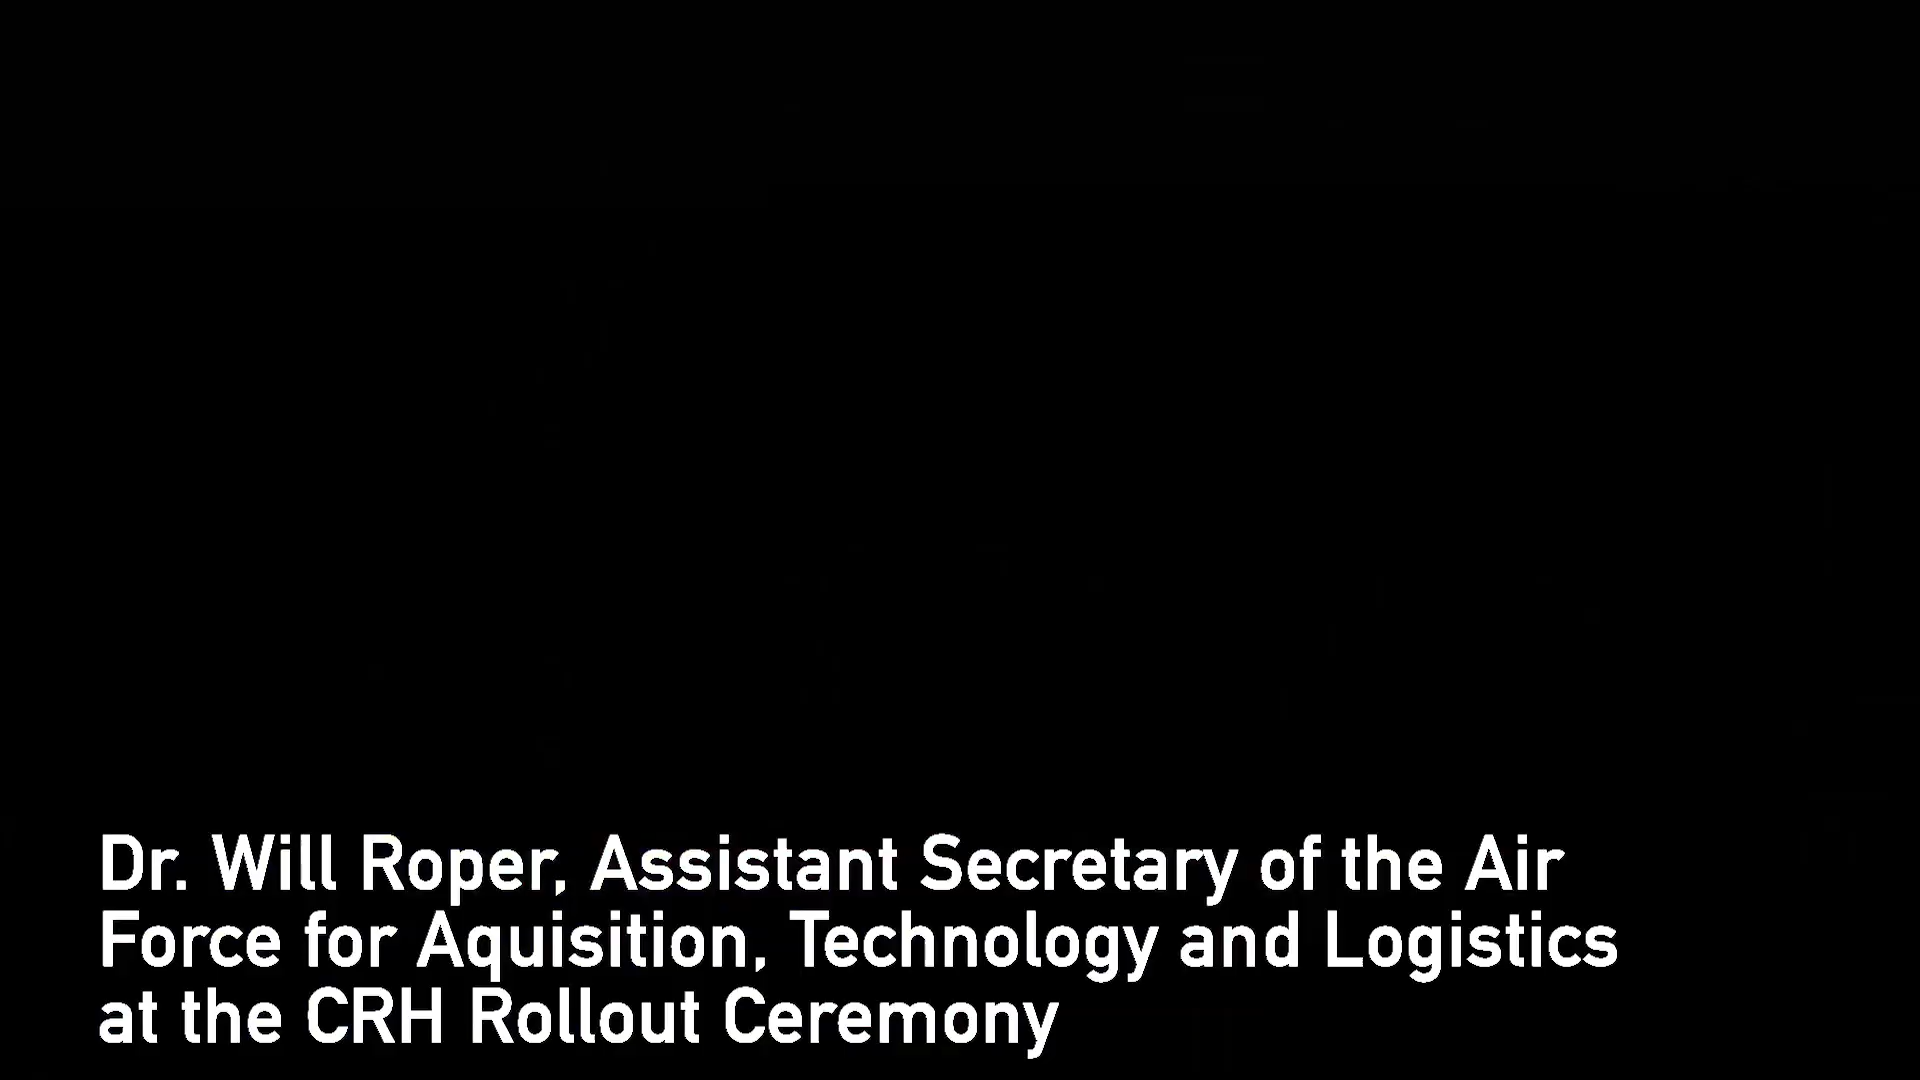 Dr. Will Roper, Assistant Secretary of the Air
Force for Aquisition, Technology and Logistics
at the CRH Rollout Ceremony